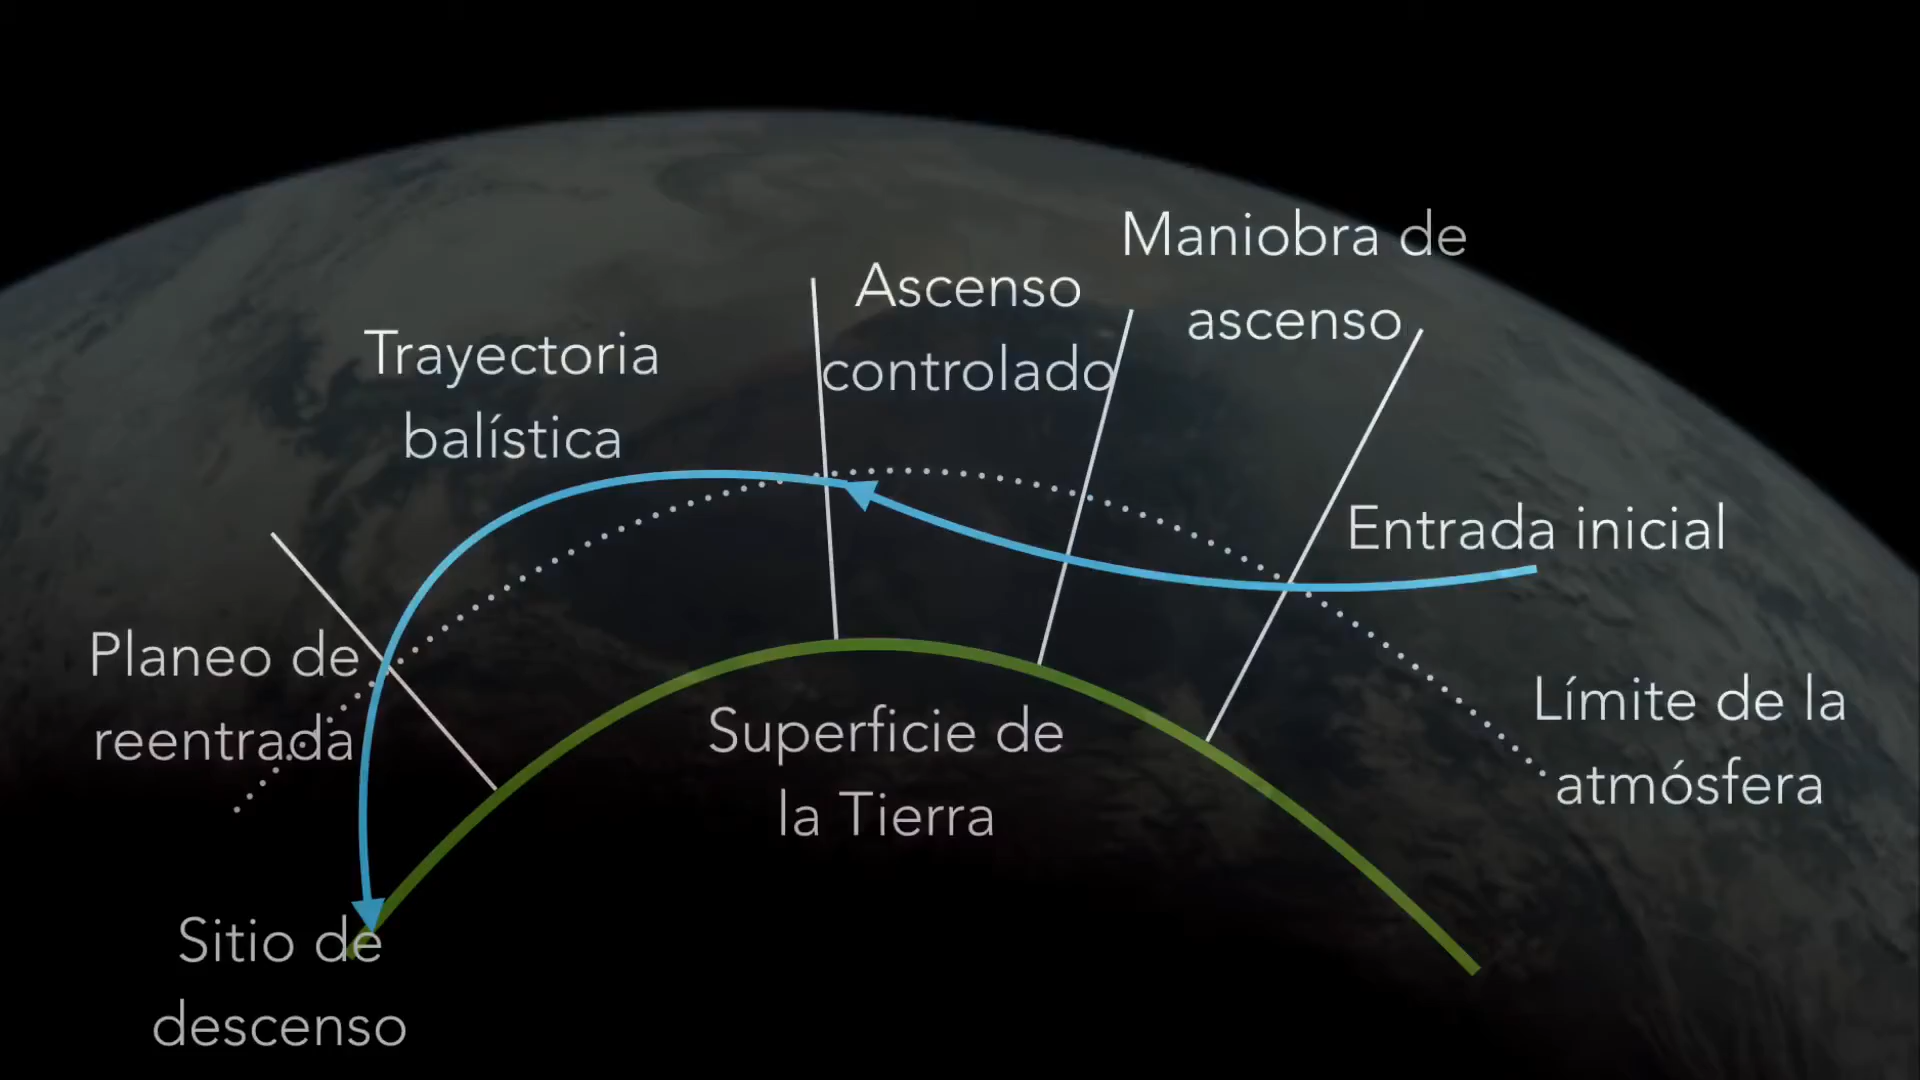 Maniobra de
ascenso
Ascenso
controlado
Trayectoria
balística
Entrada inicial
Planeo de
reentrada
Límite de la
atmósfera
Superficie de
la Tierra
Sitio de
descenso